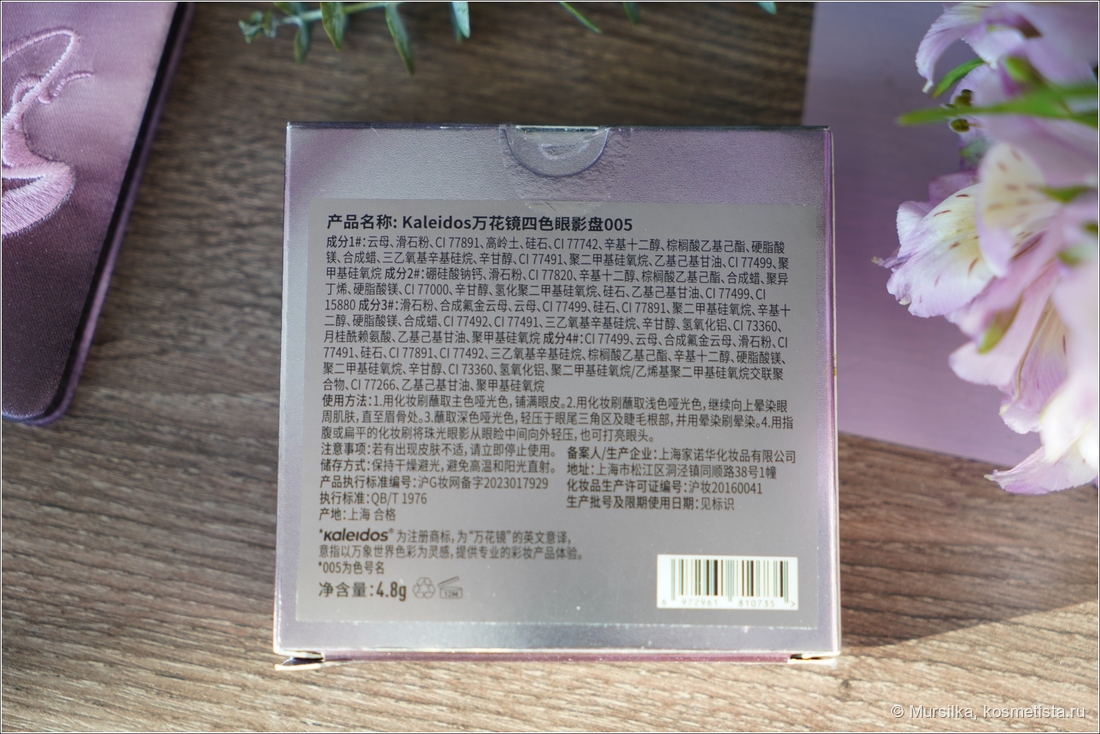 产品名称: Kaleidos万花镜四色眼影盘005
成分1#:云母、滑石粉、CI 77891、高岭土、硅石、CI 77742、辛基十二醇、棕榈酸乙基己酯、硬脂酸
镁、合成蜡、三乙氧基辛基硅烷、辛甘醇、CI 77491、聚二甲基硅氧烷、乙基己基甘油、CI 77499、聚
甲基硅氧烷 成分2#:硼硅酸钠钙、滑石粉、CI 77820、辛基十二醇、棕榈酸乙基己酯、合成蜡、聚异
丁烯、硬脂酸镁、CI 77000、辛甘醇、氢化聚二甲基硅氧烷、硅石、乙基己基甘油、CI 77499、CI
15880 成分3#:滑石粉、合成氟金云母、云母、CI 77499、硅石、CI 77891、聚二甲基硅氧烷、辛基十
二醇、硬脂酸镁、合成蜡、CI 77492、CI 77491、三乙氧基辛基硅烷、辛甘醇、氢氧化铝、CI 73360、
月桂酰赖氨酸、乙基己基甘油、聚甲基硅氧烷 成分4#:CI 77499、云母、合成氟金云母、滑石粉、CI
77491、硅石、CI 77891、CI 77492、三乙氧基辛基硅烷、棕榈酸乙基己酯、辛基十二醇、硬脂酸镁、
聚二甲基硅氧烷、辛甘醇、CI 73360、氢氧化铝、聚二甲基硅氧烷/乙烯基聚二甲基硅氧烷交联聚
合物、CI 77266、乙基己基甘油、聚甲基硅氧烷
使用方法:1.用化妆刷蘸取主色哑光色,铺满眼皮。2.用化妆刷蘸取浅色哑光色,继续向上晕染眼
周肌肤,直至眉骨处。3.蘸取深色哑光色,轻压于眼尾三角区及睫毛根部,并用晕染刷晕染。4.用指
腹或扁平的化妆刷将珠光眼影从眼睑中间向外轻压,也可打亮眼头。
注意事项:若有出现皮肤不适,请立即停止使用。
储存方式:保持干燥避光,避免高温和阳光直射。
产品执行标准编号:沪G妆网备字2023017929
执行标准:QB/T 1976
产地:上海 合格
备案人/生产企业:上海家诺华化妆品有限公司
地址:上海市松江区洞泾镇同顺路38号1幢
化妆品生产许可证编号:沪妆20160041
生产批号及限期使用日期:见标识
"Kaleidos"为注册商标,为"万花镜"的英文意译,
意指以万象世界色彩为灵感,提供专业的彩妆产品体验。
*005为色号名
净含量:4.8g
12M
6 972961 810735 >
© Mursilka, kosmetista.ru